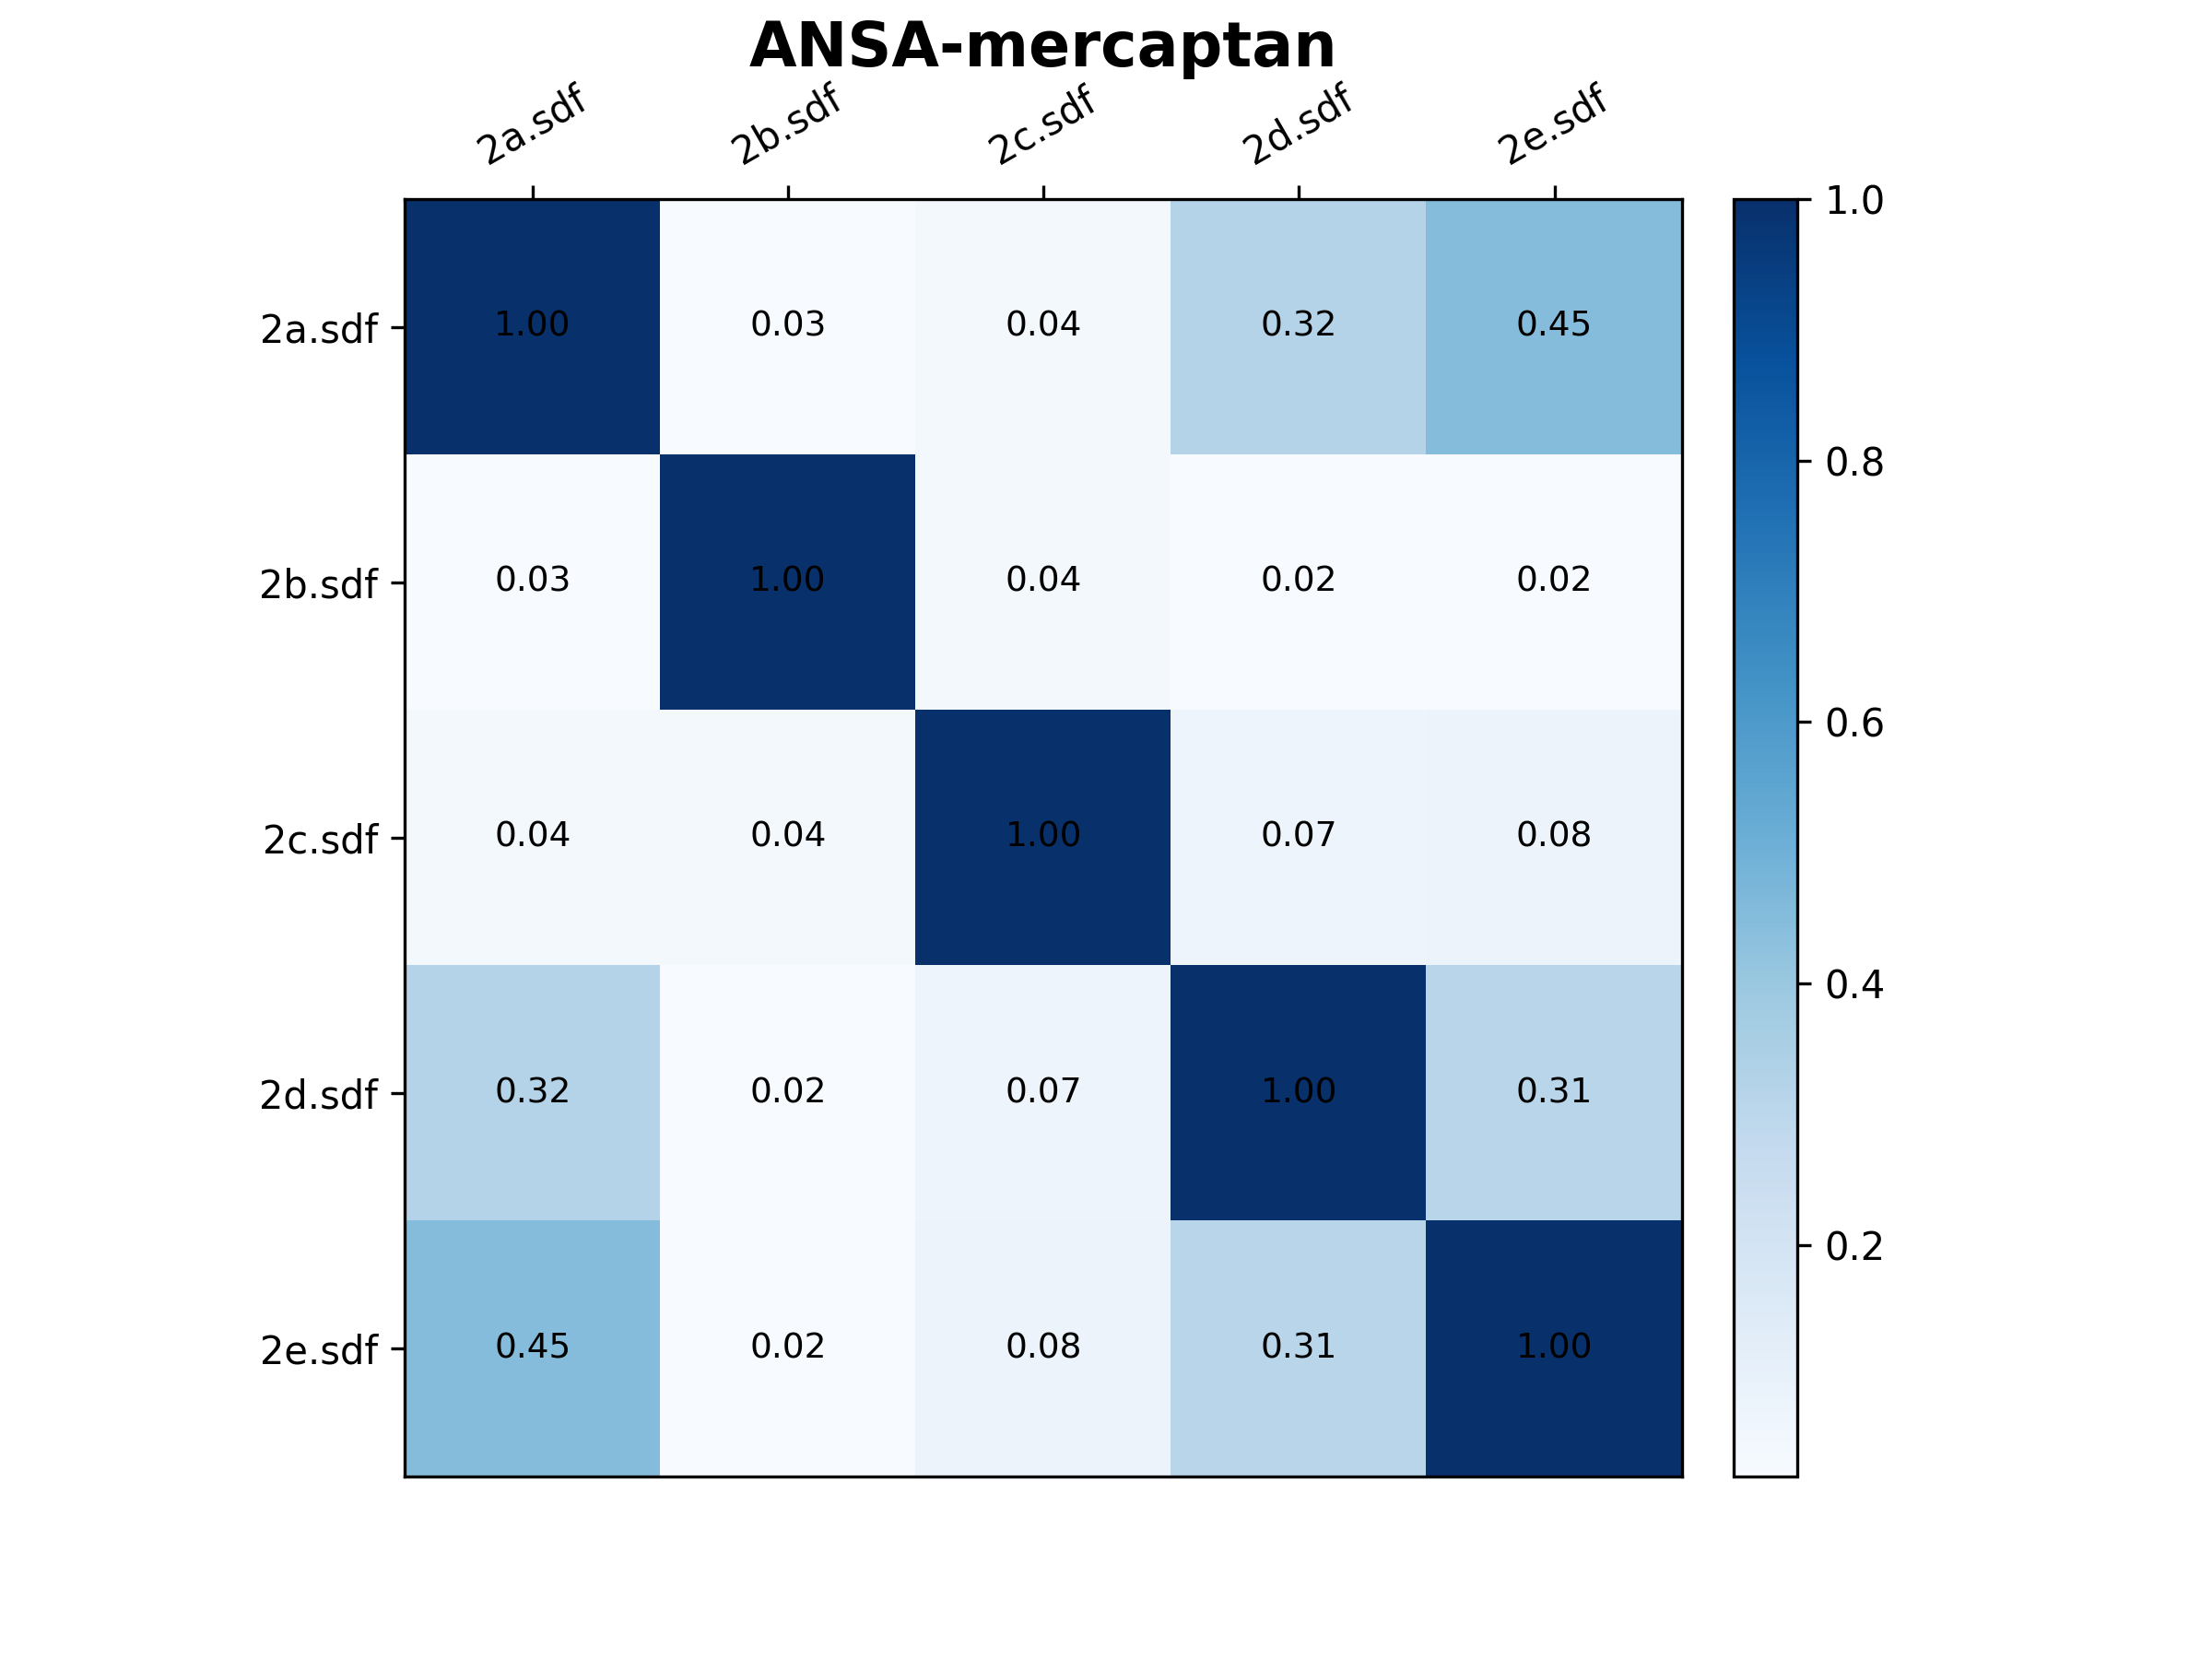 ANSA-mercaptan
2a.sdf 2b.sdf 2c.sdf 2d.sdf 2e.sdf
2a.sdf 1.00 0.03 0.04 0.32 0.45
2b.sdf 0.03 1.00 0.04 0.02 0.02
2c.sdf 0.04 0.04 1.00 0.07 0.08
2d.sdf 0.32 0.02 0.07 1.00 0.31
2e.sdf 0.45 0.02 0.08 0.31 1.00
1.0
0.8
0.6
0.4
0.2